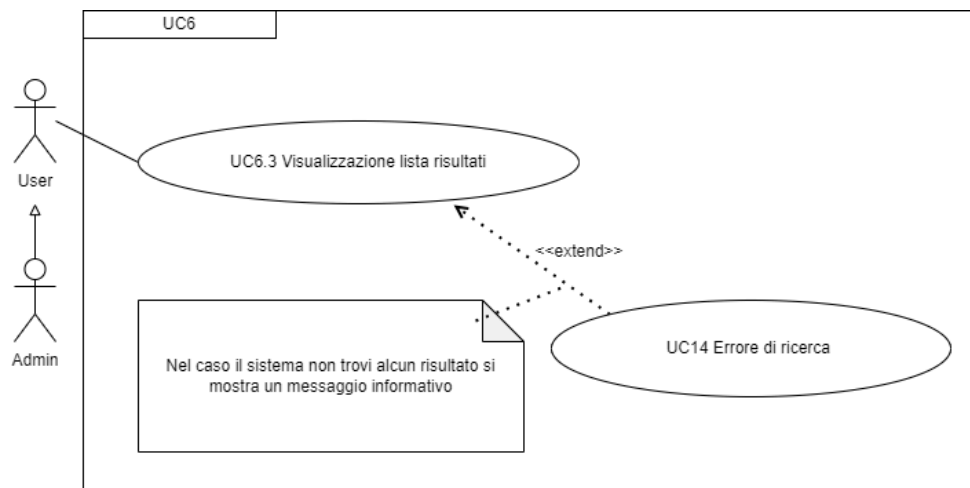 UC6
UC6.3 Visualizzazione lista risultati
User
<<extend>>
Nel caso il sistema non trovi alcun risultato si
mostra un messaggio informativo
UC14 Errore di ricerca
Admin